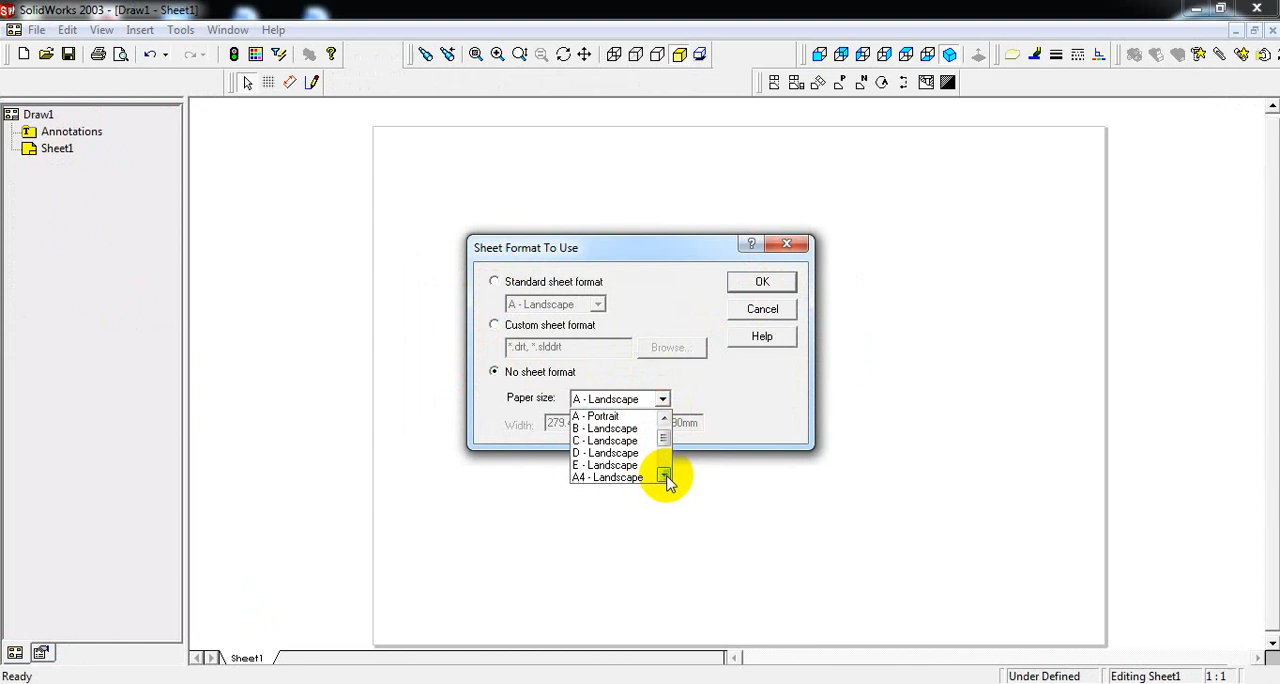 SolidWorks 2003 - [Draw1 - Sheet1]
File Edit View Insert Tools Window Help
Draw1
Annotations
Sheet1
Sheet Format To Use
Standard sheet format
A - Landscape
Custom sheet format
*.drt, *.slddrt
Browse...
No sheet format
Paper size: A - Landscape
Width:
A - Portrait
B - Landscape
C - Landscape
D - Landscape
E - Landscape
A4 - Landscape
OK
Cancel
Help
Sheet1
Ready
Under Defined
Editing Sheet1
1 : 1